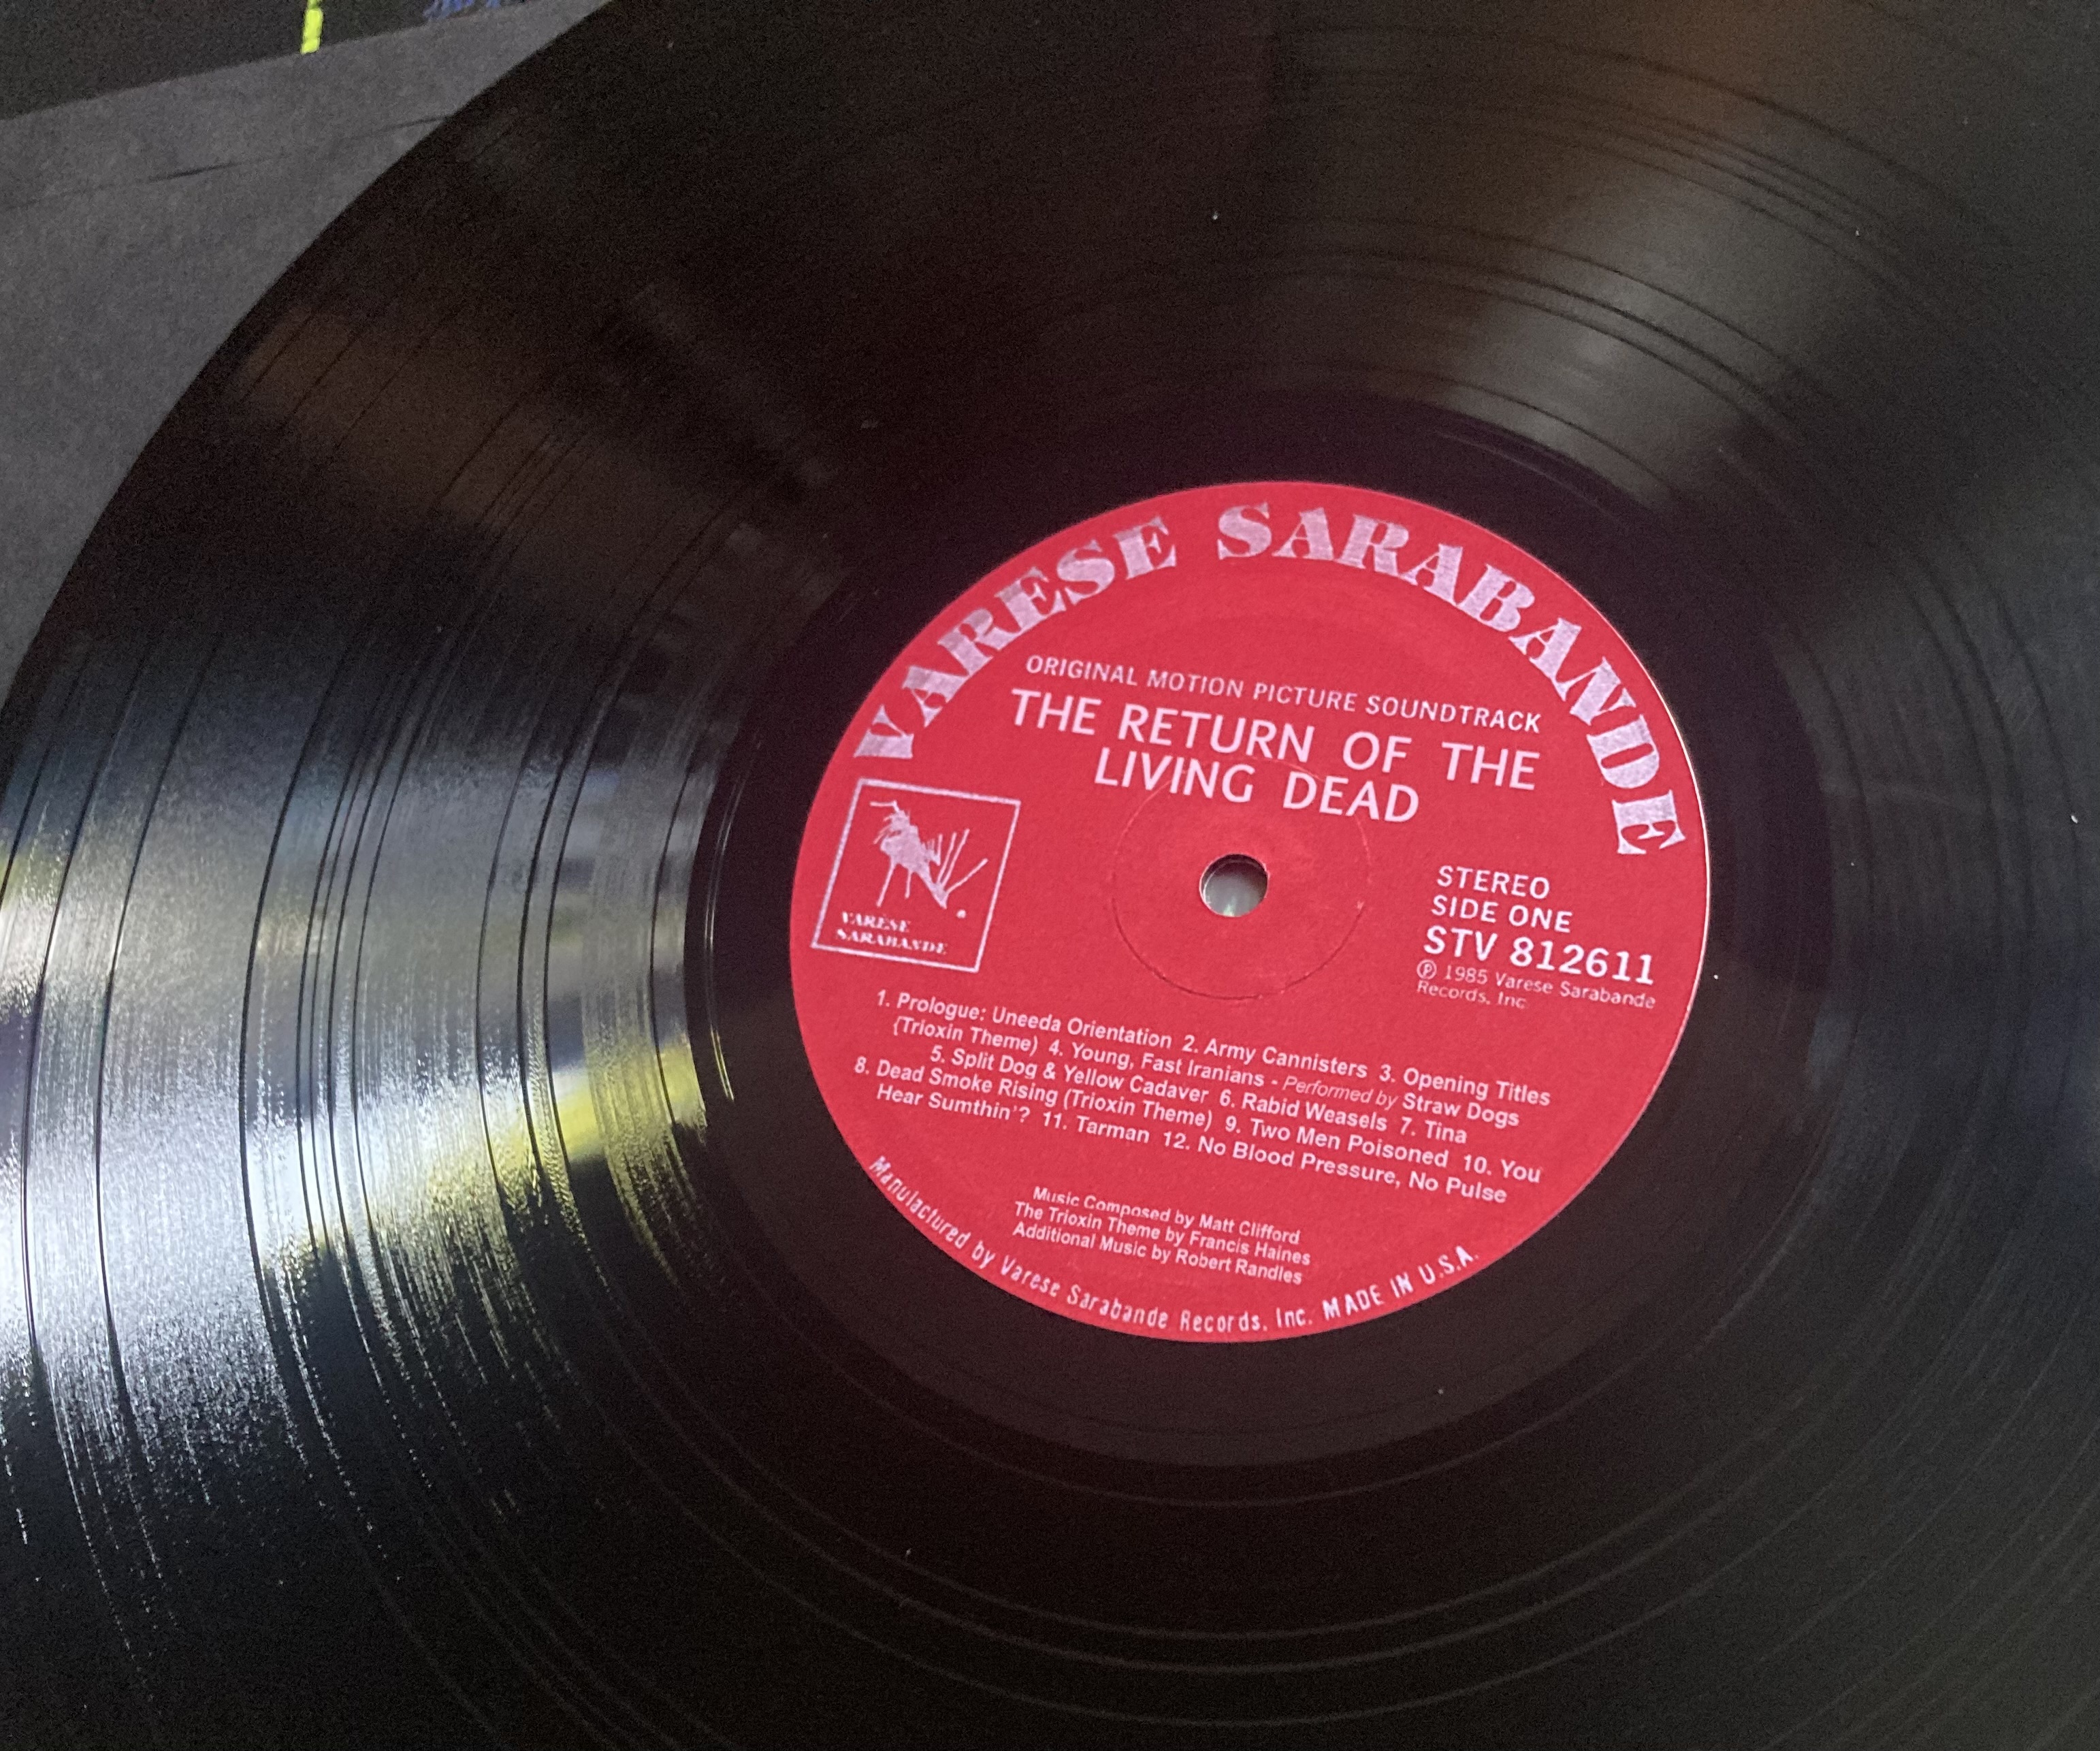 VARESE SARABANDE
ORIGINAL MOTION PICTURE SOUNDTRACK
THE RETURN OF THE
LIVING DEAD
VARÈSE
SARABANDE
STEREO
SIDE ONE
STV 812611
℗ 1985 Varese Sarabande
Records, Inc
1. Prologue: Uneeda Orientation 2. Army Cannisters 3. Opening Titles
(Trioxin Theme) 4. Young, Fast Iranians - Performed by Straw Dogs
5. Split Dog & Yellow Cadaver 6. Rabid Weasels 7. Tina
8. Dead Smoke Rising (Trioxin Theme) 9. Two Men Poisoned 10. You
Hear Sumthin'? 11. Tarman 12. No Blood Pressure, No Pulse
Music Composed by Matt Clifford
The Trioxin Theme by Francis Haines
Additional Music by Robert Randles
Manufactured by Varese Sarabande Records, Inc. MADE IN U.S.A.